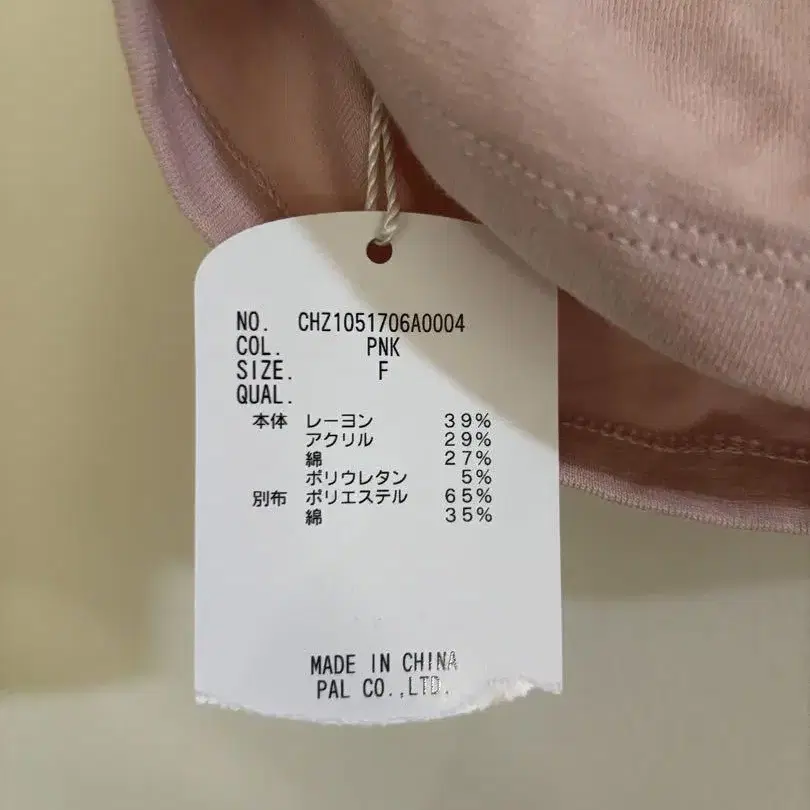 NO. CHZ1051706A0004
COL. PNK
SIZE. F
QUAL.
本体 レーヨン 39%
アクリル 29%
綿 27%
ポリウレタン 5%
別布 ポリエステル 65%
綿 35%
MADE IN CHINA
PAL CO.,LTD.